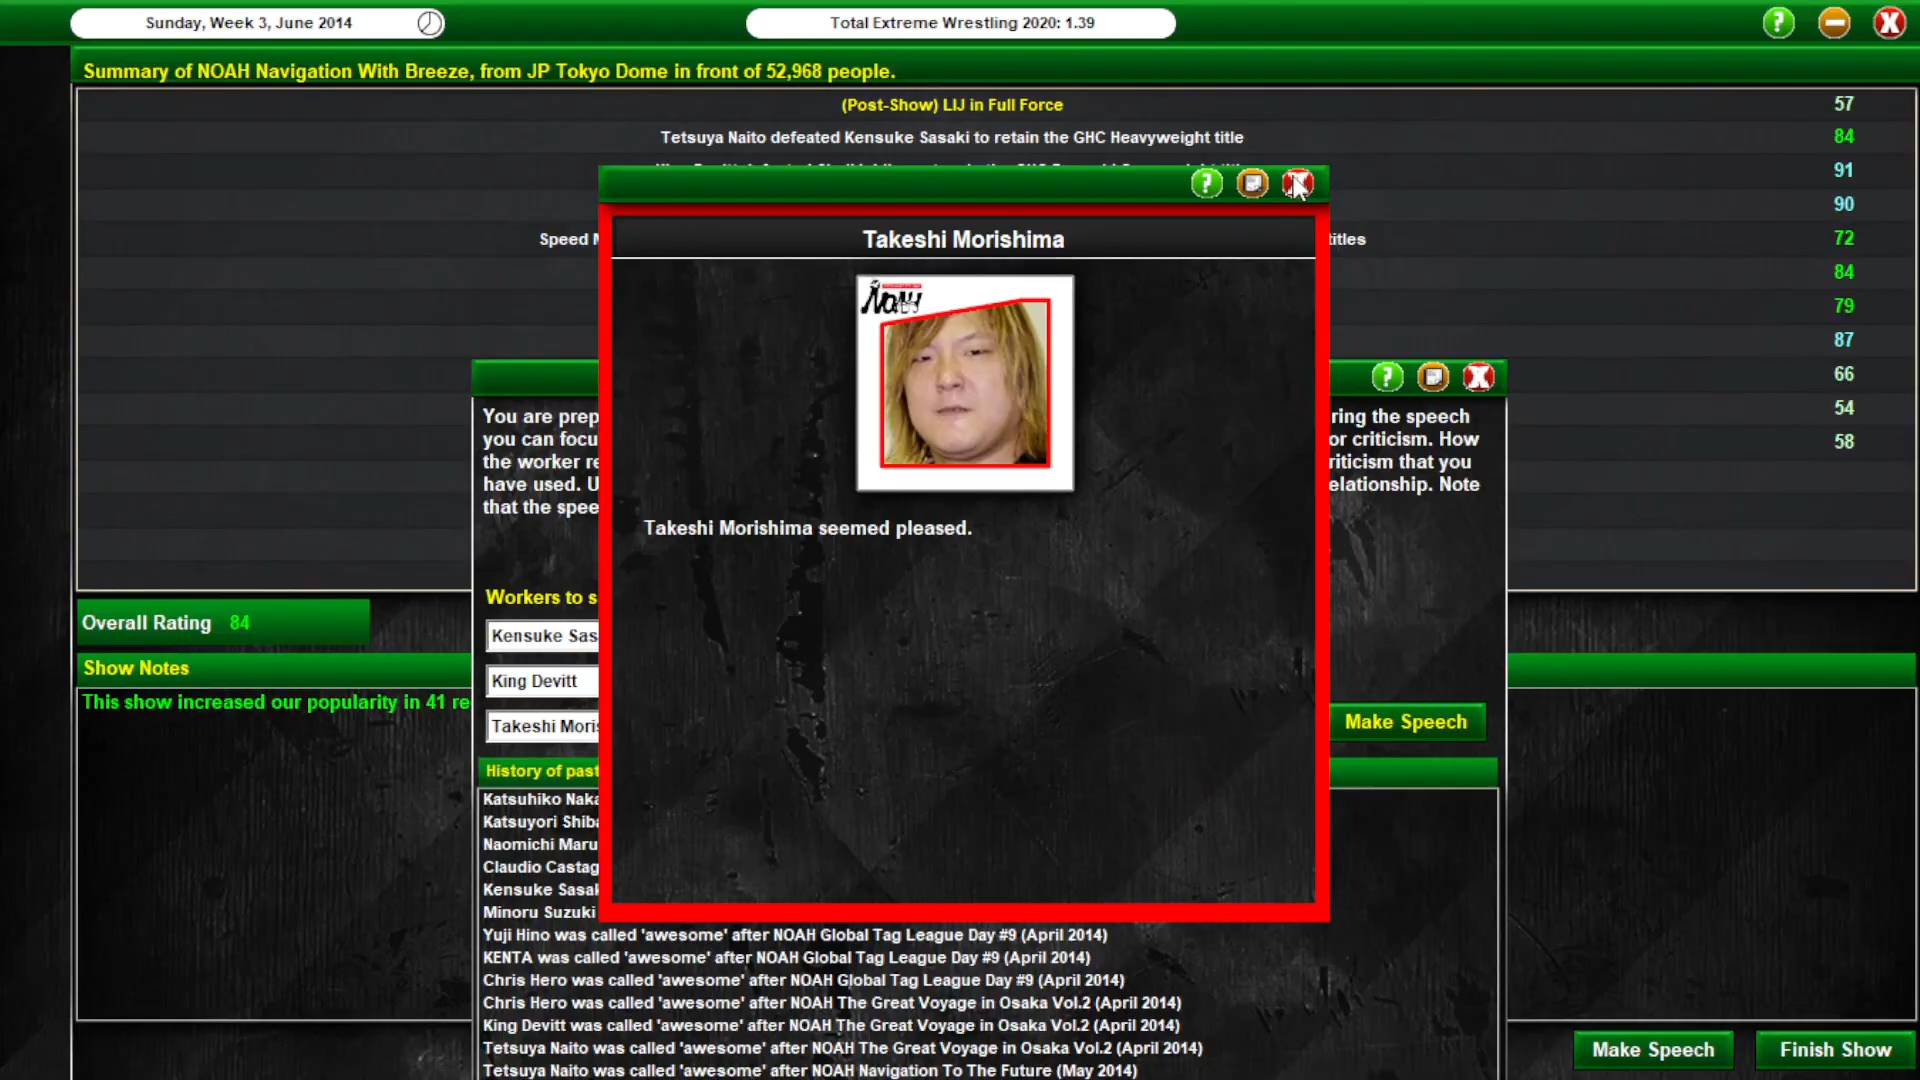 Sunday, Week 3, June 2014
Total Extreme Wrestling 2020: 1.39
Summary of NOAH Navigation With Breeze, from JP Tokyo Dome in front of 52,968 people.
(Post-Show) LIJ in Full Force 57
Tetsuya Naito defeated Kensuke Sasaki to retain the GHC Heavyweight title 84
91
90
Speed titles 72
84
79
87
66
54
58
Takeshi Morishima
NOAH
Takeshi Morishima seemed pleased.
You are prep ring the speech
you can focu or criticism. How
the worker re riticism that you
have used. U elationship. Note
that the spee
Workers to s
Kensuke Sas
King Devitt
Takeshi Moris
Make Speech
History of past
Katsuhiko Naka
Katsuyori Shiba
Naomichi Maru
Claudio Castag
Kensuke Sasak
Minoru Suzuki
Yuji Hino was called 'awesome' after NOAH Global Tag League Day #9 (April 2014)
KENTA was called 'awesome' after NOAH Global Tag League Day #9 (April 2014)
Chris Hero was called 'awesome' after NOAH Global Tag League Day #9 (April 2014)
Chris Hero was called 'awesome' after NOAH The Great Voyage in Osaka Vol.2 (April 2014)
King Devitt was called 'awesome' after NOAH The Great Voyage in Osaka Vol.2 (April 2014)
Tetsuya Naito was called 'awesome' after NOAH The Great Voyage in Osaka Vol.2 (April 2014)
Tetsuya Naito was called 'awesome' after NOAH Navigation To The Future (May 2014)
Overall Rating 84
Show Notes
This show increased our popularity in 41 re
Make Speech
Finish Show